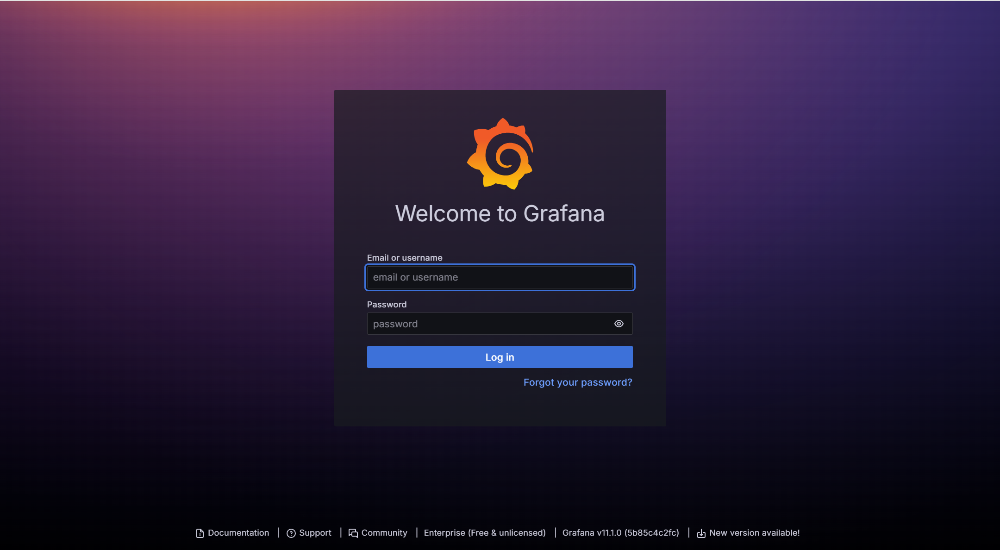 Welcome to Grafana
Email or username
email or username
Password
password
Log in
Forgot your password?
Documentation | Support | Community | Enterprise (Free & unlicensed) | Grafana v11.1.0 (5b85c4c2fc) | New version available!